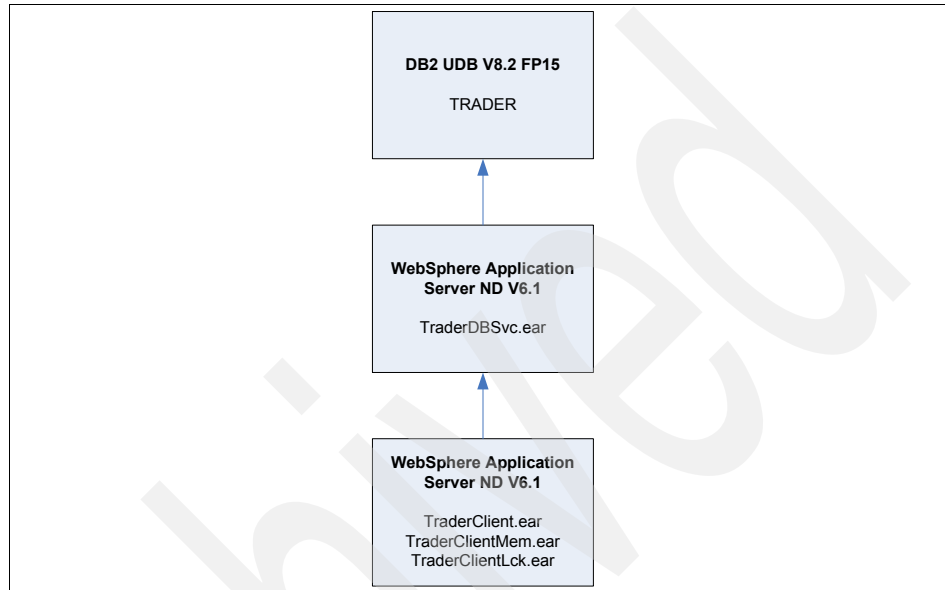 DB2 UDB V8.2 FP15
TRADER
WebSphere Application
Server ND V6.1
TraderDBSvc.ear
WebSphere Application
Server ND V6.1
TraderClient.ear
TraderClientMem.ear
TraderClientLck.ear
hived